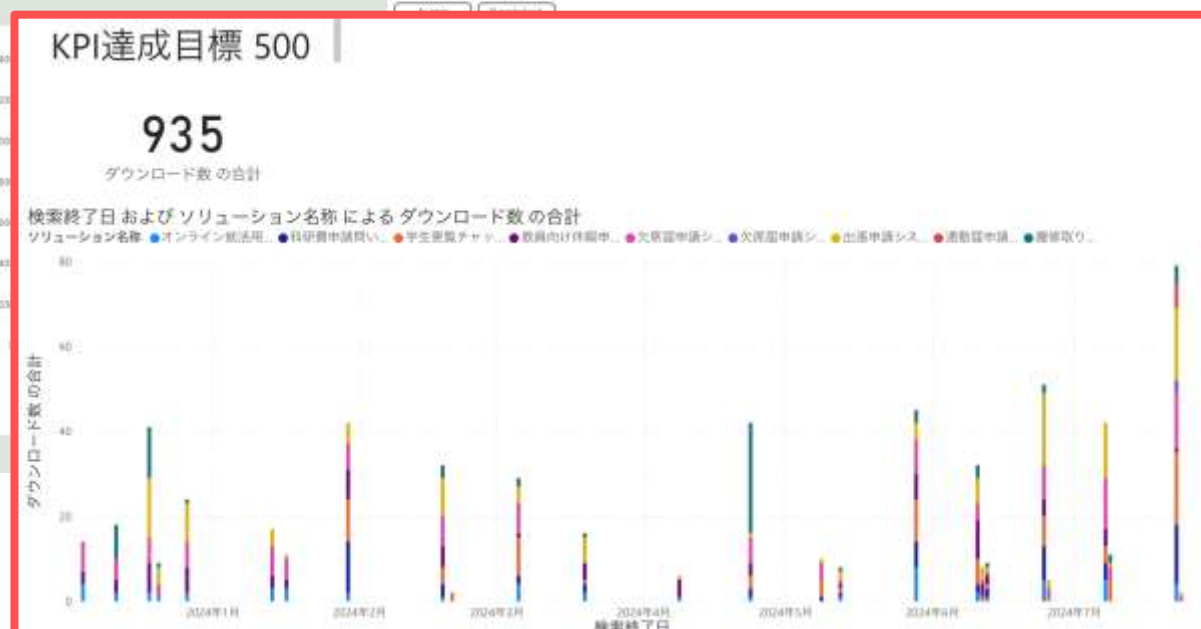 KPI達成目標 500
935
ダウンロード数 の合計
検索終了日 および ソリューション名称 による ダウンロード数 の合計
ソリューション名称 オンライン就活用... 科研費申請問い... 学生更覧チャッ... 教員向け休暇申... 欠席届申請シ... 欠席届申請シ... 出張申請シス... 通勤届申請... 履修取り...
80
60
40
20
0
ダウンロード数 の合計
2024年1月 2024年2月 2024年3月 2024年4月 2024年5月 2024年6月 2024年7月
検索終了日